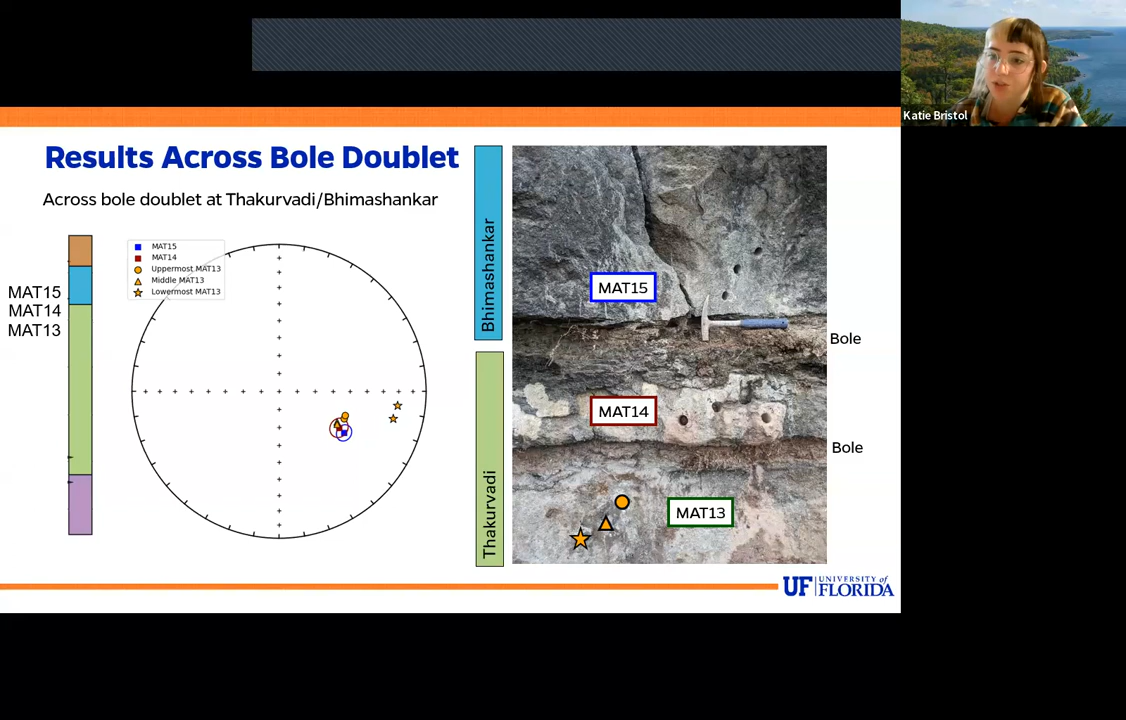 Katie Bristol
Results Across Bole Doublet
Across bole doublet at Thakurvadi/Bhimashankar
MAT15
MAT14
Uppermost MAT13
Middle MAT13
Lowermost MAT13
MAT15
MAT14
MAT13
Bhimashankar
Thakurvadi
MAT15
Bole
MAT14
Bole
MAT13
UF UNIVERSITY of
FLORIDA